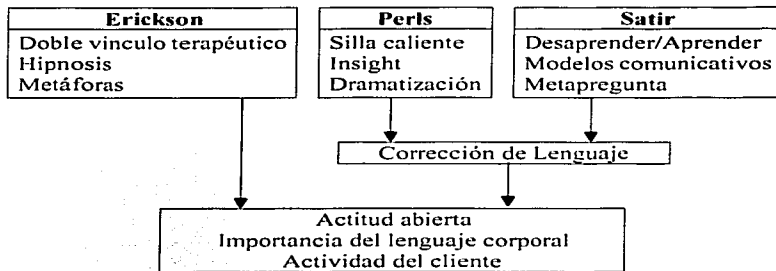 Erickson
Doble vinculo terapéutico
Hipnosis
Metáforas
Perls
Silla caliente
Insight
Dramatización
Satir
Desaprender/Aprender
Modelos comunicativos
Metapregunta
Corrección de Lenguaje
Actitud abierta
Importancia del lenguaje corporal
Actividad del cliente